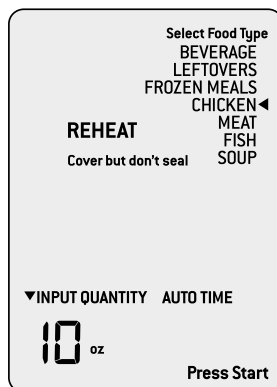 Select Food Type
BEVERAGE
LEFTOVERS
FROZEN MEALS
CHICKEN◀
MEAT
REHEAT
FISH
Cover but don't seal SOUP
▼INPUT QUANTITY AUTO TIME
10 oz
Press Start